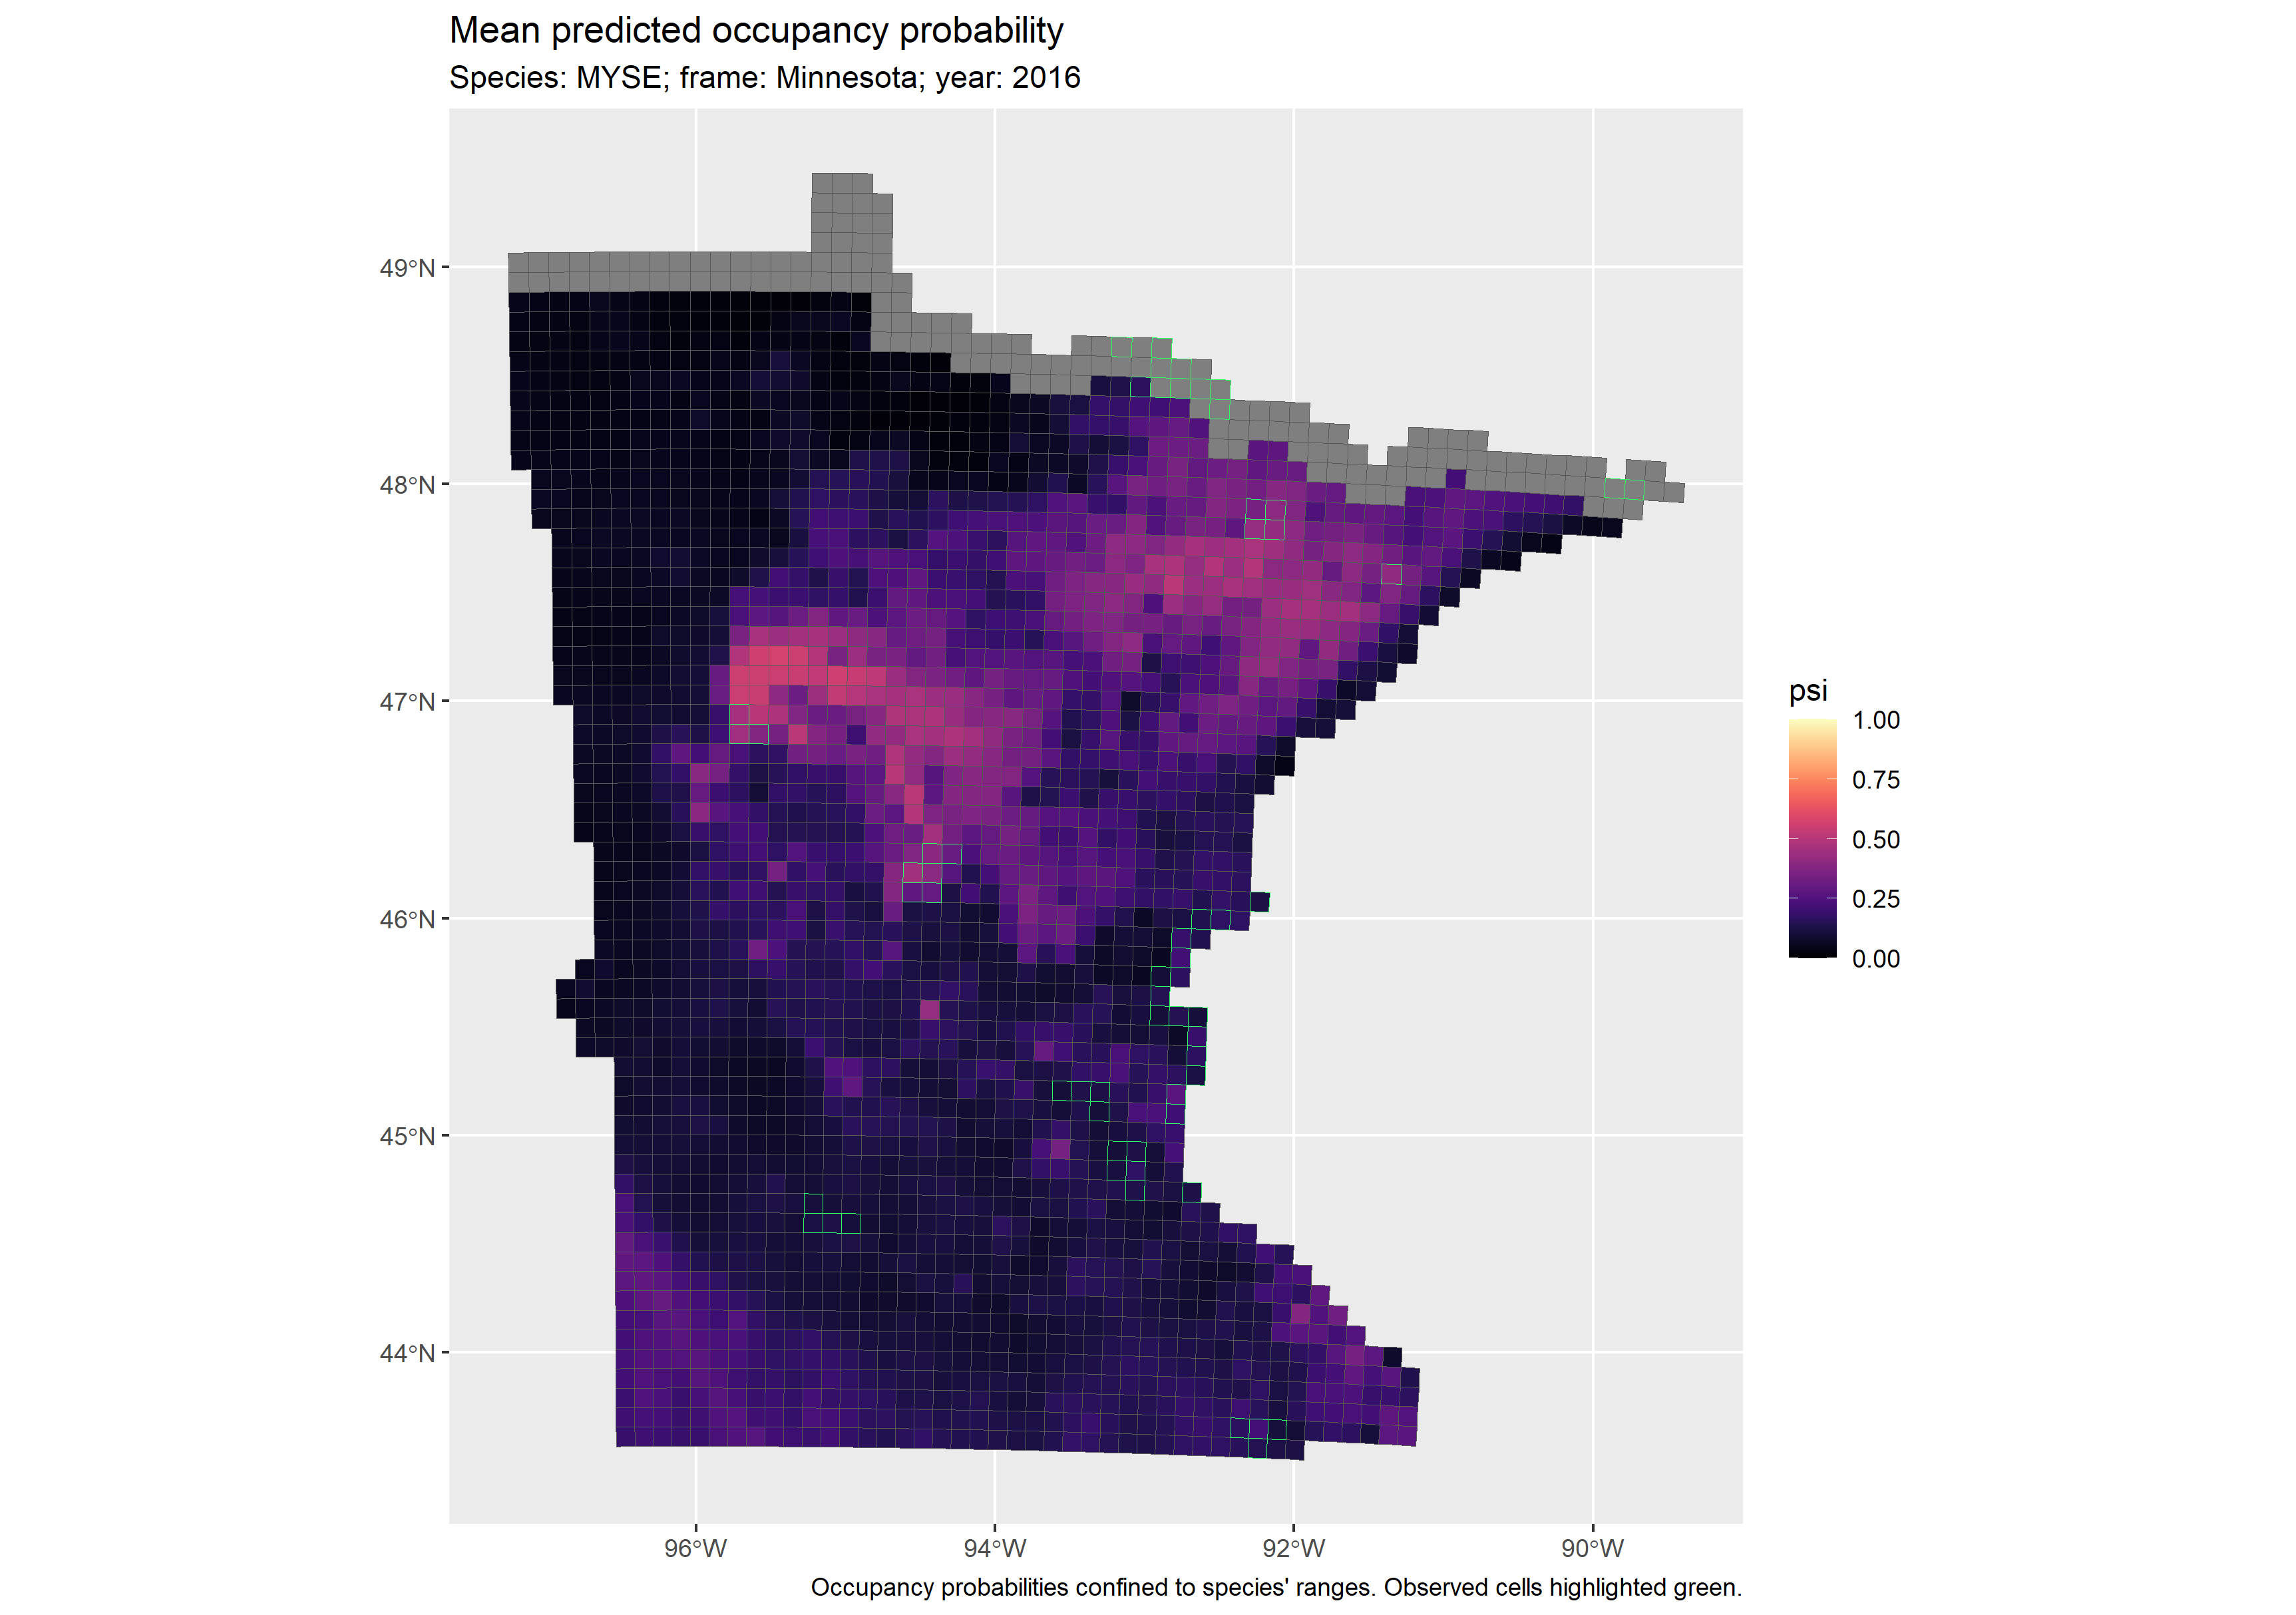 Mean predicted occupancy probability
Species: MYSE; frame: Minnesota; year: 2016
49°N
48°N
47°N
46°N
45°N
44°N
96°W
94°W
92°W
90°W
psi
1.00
0.75
0.50
0.25
0.00
Occupancy probabilities confined to species' ranges. Observed cells highlighted green.